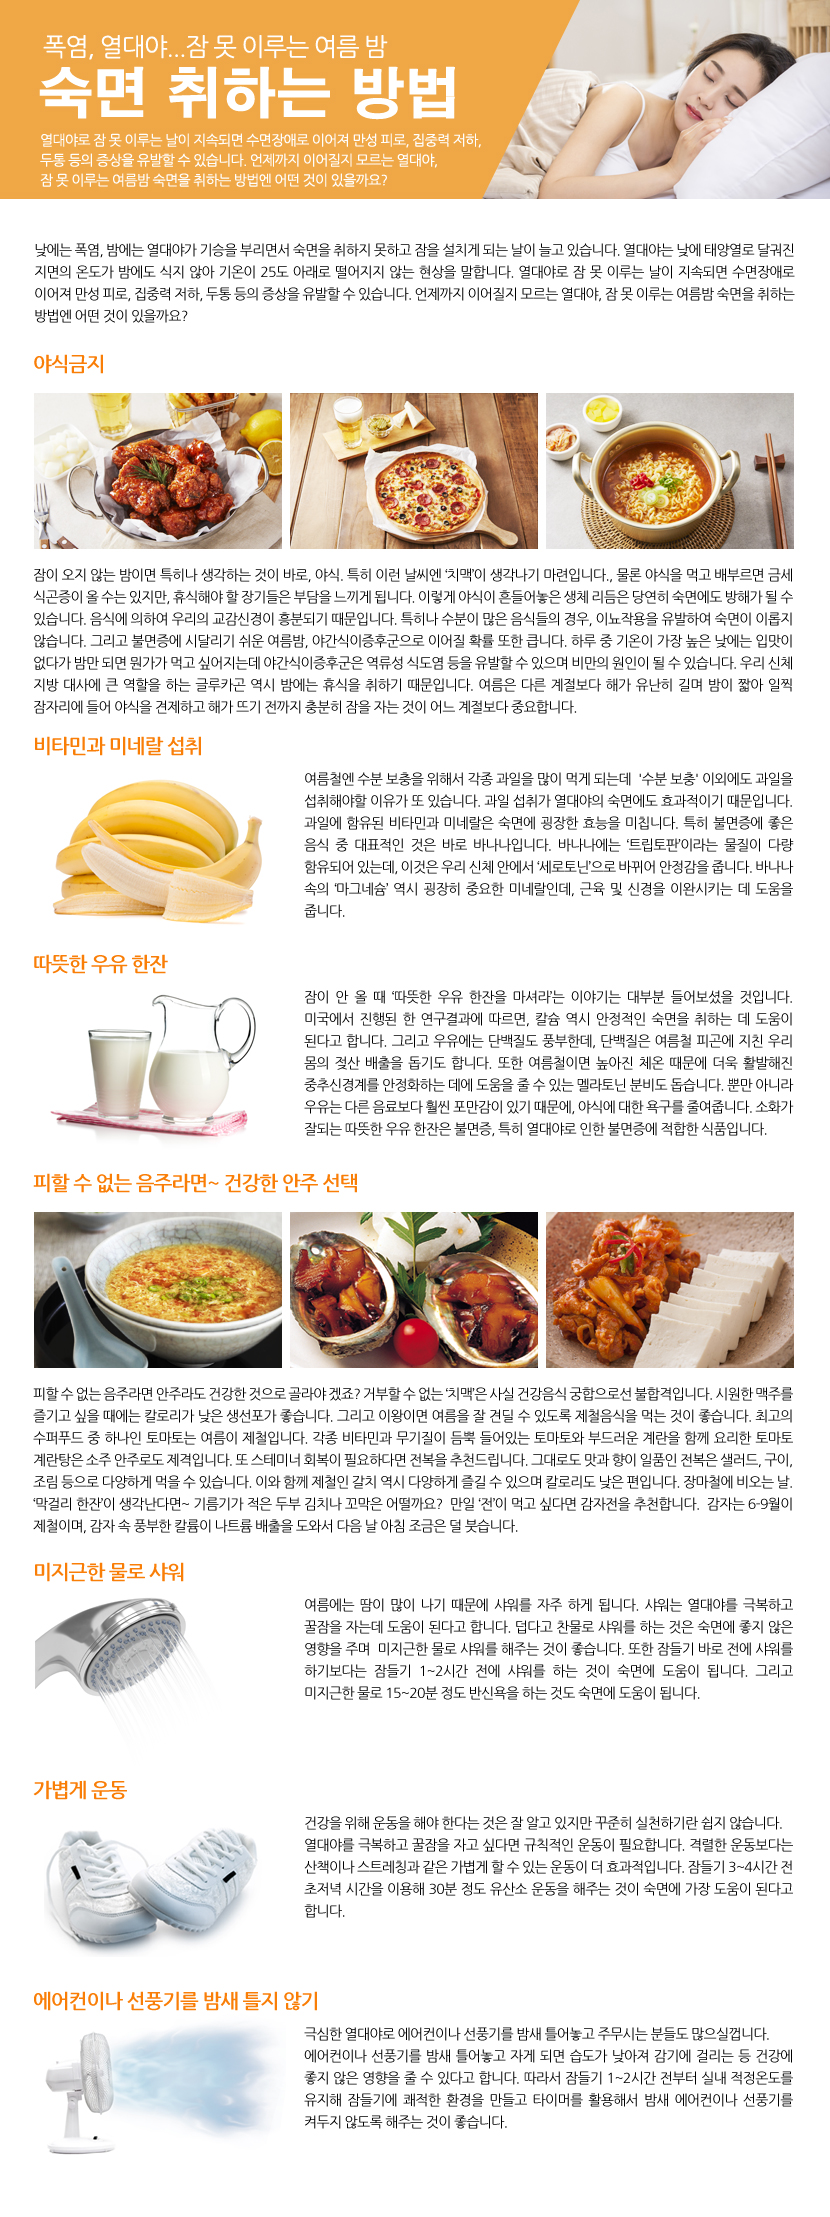 폭염, 열대야...잠 못 이루는 여름 밤
숙면 취하는 방법
열대야로 잠 못 이루는 날이 지속되면 수면장애로 이어져 만성 피로, 집중력 저하,
두통 등의 증상을 유발할 수 있습니다. 언제까지 이어질지 모르는 열대야,
잠 못 이루는 여름밤 숙면을 취하는 방법엔 어떤 것이 있을까요?
낮에는 폭염, 밤에는 열대야가 기승을 부리면서 숙면을 취하지 못하고 잠을 설치게 되는 날이 늘고 있습니다. 열대야는 낮에 태양열로 달궈진
지면의 온도가 밤에도 식지 않아 기온이 25도 아래로 떨어지지 않는 현상을 말합니다. 열대야로 잠 못 이루는 날이 지속되면 수면장애로
이어져 만성 피로, 집중력 저하, 두통 등의 증상을 유발할 수 있습니다. 언제까지 이어질지 모르는 열대야, 잠 못 이루는 여름밤 숙면을 취하는
방법엔 어떤 것이 있을까요?
야식금지
잠이 오지 않는 밤이면 특히나 생각하는 것이 바로, 야식. 특히 이런 날씨엔 ‘치맥’이 생각나기 마련입니다., 물론 야식을 먹고 배부르면 금세
식곤증이 올 수는 있지만, 휴식해야 할 장기들은 부담을 느끼게 됩니다. 이렇게 야식이 흔들어놓은 생체 리듬은 당연히 숙면에도 방해가 될 수
있습니다. 음식에 의하여 우리의 교감신경이 흥분되기 때문입니다. 특히나 수분이 많은 음식들의 경우, 이뇨작용을 유발하여 숙면이 이롭지
않습니다. 그리고 불면증에 시달리기 쉬운 여름밤, 야간식이증후군으로 이어질 확률 또한 큽니다. 하루 중 기온이 가장 높은 낮에는 입맛이
없다가 밤만 되면 뭔가가 먹고 싶어지는데 야간식이증후군은 역류성 식도염 등을 유발할 수 있으며 비만의 원인이 될 수 있습니다. 우리 신체
지방 대사에 큰 역할을 하는 글루카곤 역시 밤에는 휴식을 취하기 때문입니다. 여름은 다른 계절보다 해가 유난히 길며 밤이 짧아 일찍
잠자리에 들어 야식을 견제하고 해가 뜨기 전까지 충분히 잠을 자는 것이 어느 계절보다 중요합니다.
비타민과 미네랄 섭취
여름철엔 수분 보충을 위해서 각종 과일을 많이 먹게 되는데 '수분 보충' 이외에도 과일을
섭취해야할 이유가 또 있습니다. 과일 섭취가 열대야의 숙면에도 효과적이기 때문입니다.
과일에 함유된 비타민과 미네랄은 숙면에 굉장한 효능을 미칩니다. 특히 불면증에 좋은
음식 중 대표적인 것은 바로 바나나입니다. 바나나에는 ‘트립토판’이라는 물질이 다량
함유되어 있는데, 이것은 우리 신체 안에서 ‘세로토닌’으로 바뀌어 안정감을 줍니다. 바나나
속의 ‘마그네슘’ 역시 굉장히 중요한 미네랄인데, 근육 및 신경을 이완시키는 데 도움을
줍니다.
따뜻한 우유 한잔
잠이 안 올 때 ‘따뜻한 우유 한잔을 마셔라’는 이야기는 대부분 들어보셨을 것입니다.
미국에서 진행된 한 연구결과에 따르면, 칼슘 역시 안정적인 숙면을 취하는 데 도움이
된다고 합니다. 그리고 우유에는 단백질도 풍부한데, 단백질은 여름철 피곤에 지친 우리
몸의 젖산 배출을 돕기도 합니다. 또한 여름철이면 높아진 체온 때문에 더욱 활발해진
중추신경계를 안정화하는 데에 도움을 줄 수 있는 멜라토닌 분비도 돕습니다. 뿐만 아니라
우유는 다른 음료보다 훨씬 포만감이 있기 때문에, 야식에 대한 욕구를 줄여줍니다. 소화가
잘되는 따뜻한 우유 한잔은 불면증, 특히 열대야로 인한 불면증에 적합한 식품입니다.
피할 수 없는 음주라면~ 건강한 안주 선택
피할 수 없는 음주라면 안주라도 건강한 것으로 골라야 겠죠? 거부할 수 없는 ‘치맥’은 사실 건강음식 궁합으로선 불합격입니다. 시원한 맥주를
즐기고 싶을 때에는 칼로리가 낮은 생선포가 좋습니다. 그리고 이왕이면 여름을 잘 견딜 수 있도록 제철음식을 먹는 것이 좋습니다. 최고의
수퍼푸드 중 하나인 토마토는 여름이 제철입니다. 각종 비타민과 무기질이 듬뿍 들어있는 토마토와 부드러운 계란을 함께 요리한 토마토
계란탕은 소주 안주로도 제격입니다. 또 스테미너 회복이 필요하다면 전복을 추천드립니다. 그대로도 맛과 향이 일품인 전복은 샐러드, 구이,
조림 등으로 다양하게 먹을 수 있습니다. 이와 함께 제철인 갈치 역시 다양하게 즐길 수 있으며 칼로리도 낮은 편입니다. 장마철에 비오는 날.
‘막걸리 한잔’이 생각난다면~ 기름기가 적은 두부 김치나 꼬막은 어떨까요? 만일 ‘전’이 먹고 싶다면 감자전을 추천합니다. 감자는 6-9월이
제철이며, 감자 속 풍부한 칼륨이 나트륨 배출을 도와서 다음 날 아침 조금은 덜 붓습니다.
미지근한 물로 샤워
여름에는 땀이 많이 나기 때문에 샤워를 자주 하게 됩니다. 샤워는 열대야를 극복하고
꿀잠을 자는데 도움이 된다고 합니다. 덥다고 찬물로 샤워를 하는 것은 숙면에 좋지 않은
영향을 주며 미지근한 물로 샤워를 해주는 것이 좋습니다. 또한 잠들기 바로 전에 샤워를
하기보다는 잠들기 1~2시간 전에 샤워를 하는 것이 숙면에 도움이 됩니다. 그리고
미지근한 물로 15~20분 정도 반신욕을 하는 것도 숙면에 도움이 됩니다.
가볍게 운동
건강을 위해 운동을 해야 한다는 것은 잘 알고 있지만 꾸준히 실천하기란 쉽지 않습니다.
열대야를 극복하고 꿀잠을 자고 싶다면 규칙적인 운동이 필요합니다. 격렬한 운동보다는
산책이나 스트레칭과 같은 가볍게 할 수 있는 운동이 더 효과적입니다. 잠들기 3~4시간 전
초저녁 시간을 이용해 30분 정도 유산소 운동을 해주는 것이 숙면에 가장 도움이 된다고
합니다.
에어컨이나 선풍기를 밤새 틀지 않기
극심한 열대야로 에어컨이나 선풍기를 밤새 틀어놓고 주무시는 분들도 많으실껍니다.
에어컨이나 선풍기를 밤새 틀어놓고 자게 되면 습도가 낮아져 감기에 걸리는 등 건강에
좋지 않은 영향을 줄 수 있다고 합니다. 따라서 잠들기 1~2시간 전부터 실내 적정온도를
유지해 잠들기에 쾌적한 환경을 만들고 타이머를 활용해서 밤새 에어컨이나 선풍기를
켜두지 않도록 해주는 것이 좋습니다.